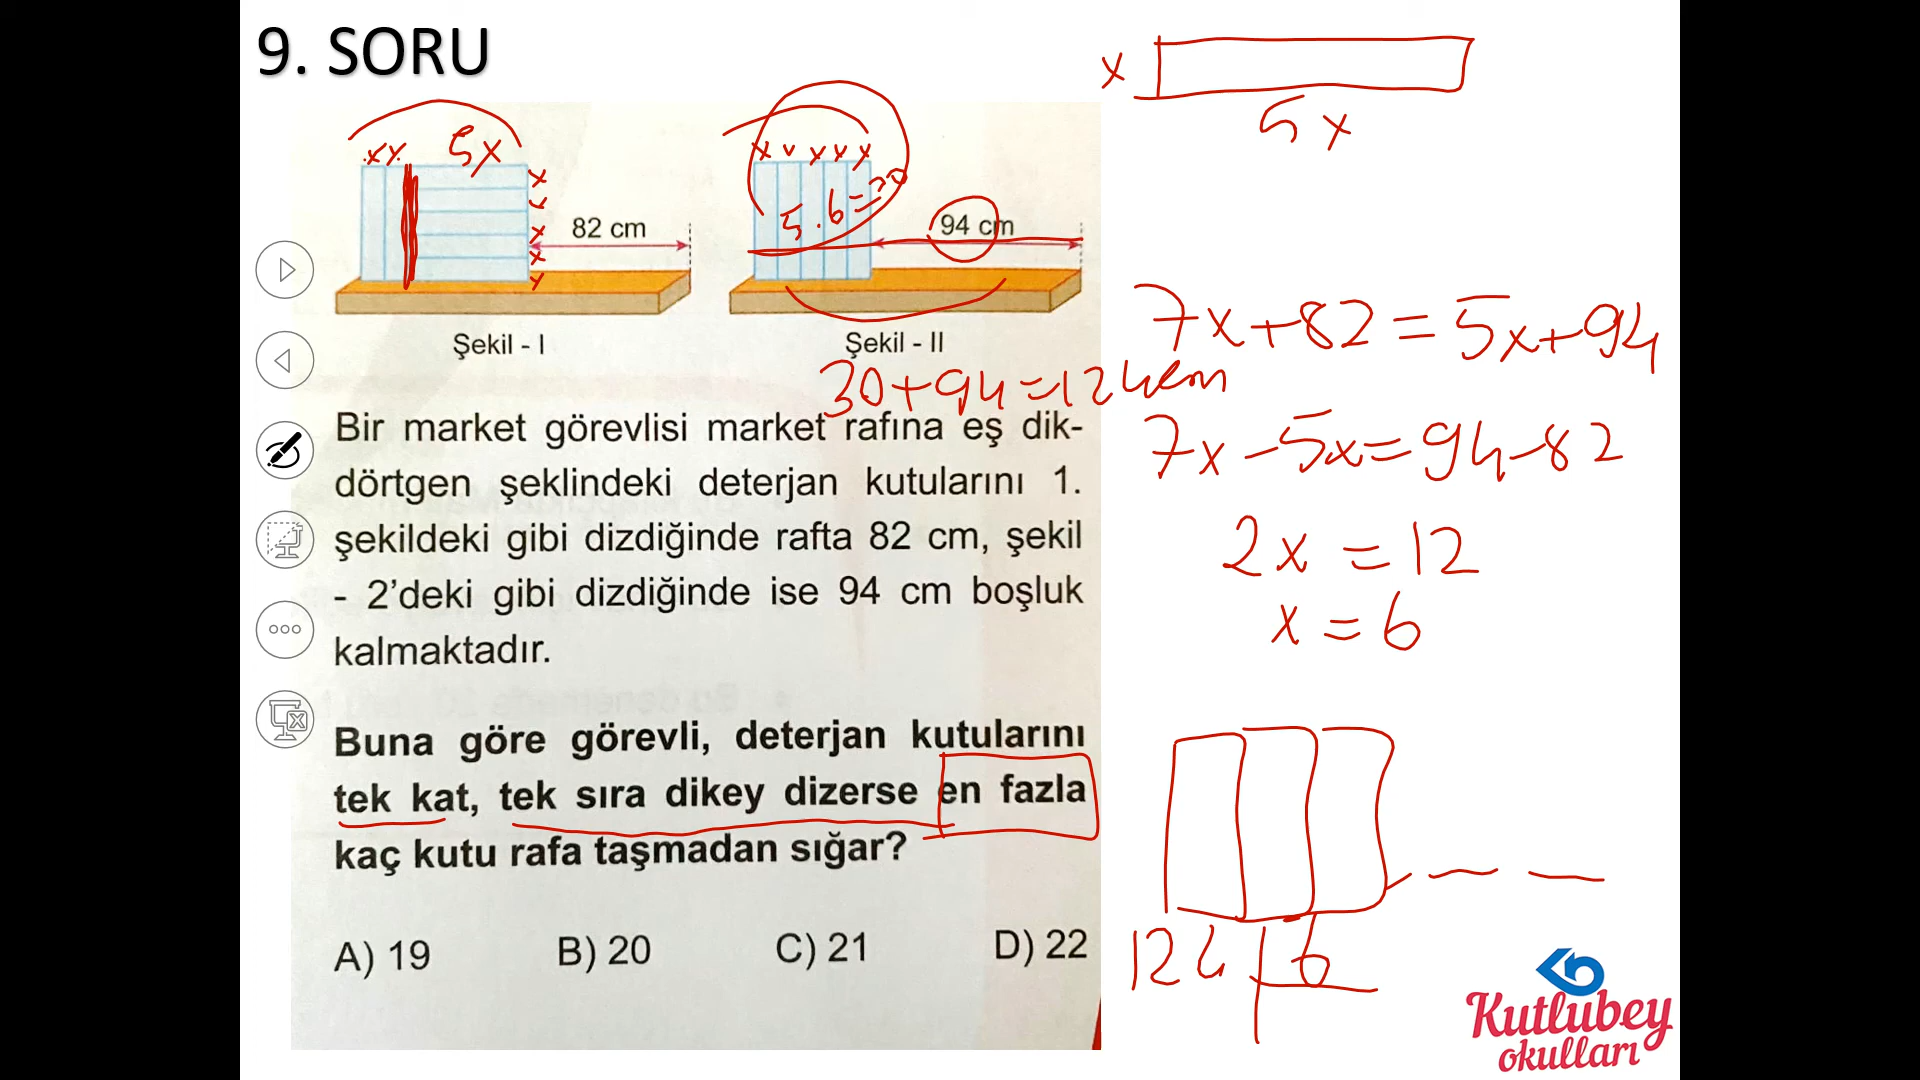 9. SORU
x
5x
x x
5x
x
x
x
x
x x x x
5.6=30
82 cm
94 cm
Şekil - I
Şekil - II
30+94=124cm
7x+82=5x+94
7x-5x=94-82
2x=12
x=6
Bir market görevlisi market rafına eş dik-
dörtgen şeklindeki deterjan kutularını 1.
şekildeki gibi dizdiğinde rafta 82 cm, şekil
- 2'deki gibi dizdiğinde ise 94 cm boşluk
kalmaktadır.
Buna göre görevli, deterjan kutularını
tek kat, tek sıra dikey dizerse en fazla
kaç kutu rafa taşmadan sığar?
A) 19 B) 20 C) 21 D) 22
124 6
Kutlubey
okulları